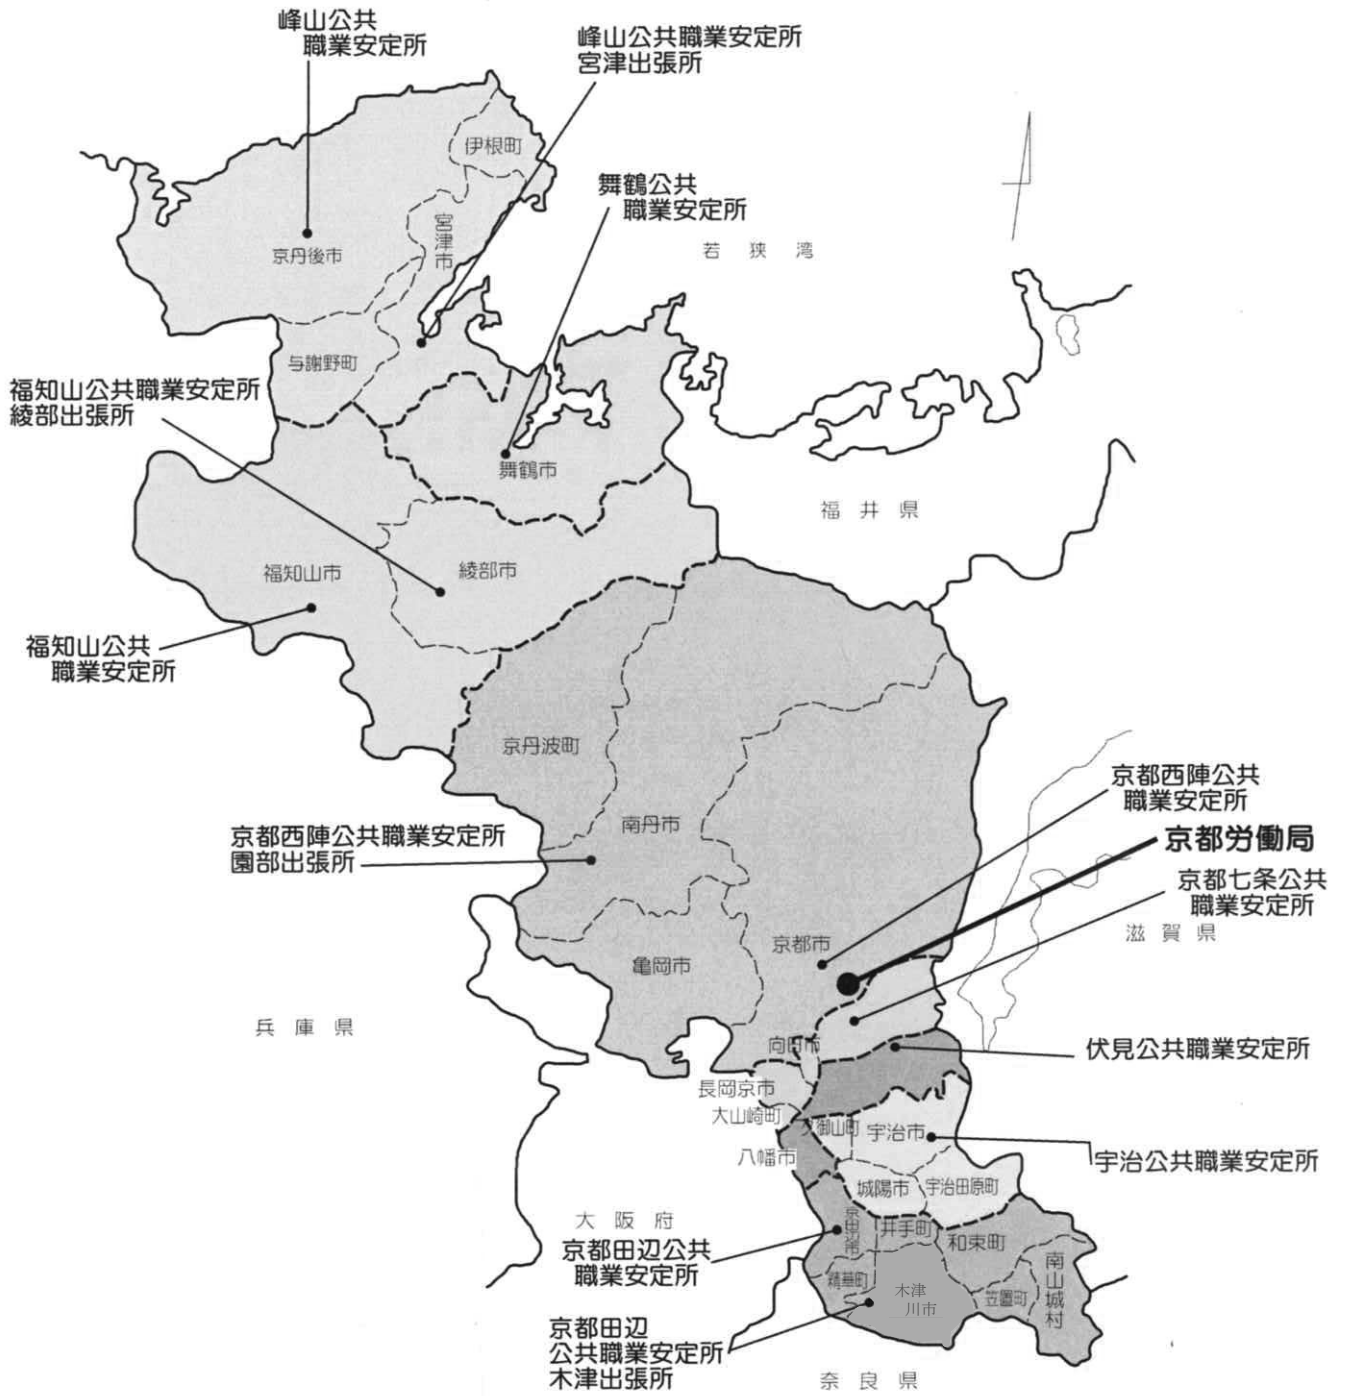 峰山公共
職業安定所
峰山公共職業安定所
宮津出張所
伊根町
舞鶴公共
職業安定所
宮津市
京丹後市
若狭湾
与謝野町
福知山公共職業安定所
綾部出張所
舞鶴市
福井県
福知山市
綾部市
福知山公共
職業安定所
京丹波町
京都西陣公共
職業安定所
南丹市
京都西陣公共職業安定所
園部出張所
京都労働局
京都七条公共
職業安定所
滋賀県
京都市
亀岡市
兵庫県
向日市
伏見公共職業安定所
長岡京市
大山崎町
久御山町
宇治市
八幡市
宇治公共職業安定所
城陽市
宇治田原町
大阪府
京田辺市
井手町
和束町
京都田辺公共
職業安定所
南山城村
精華町
木津
川市
笠置町
京都田辺
公共職業安定所
木津出張所
奈良県